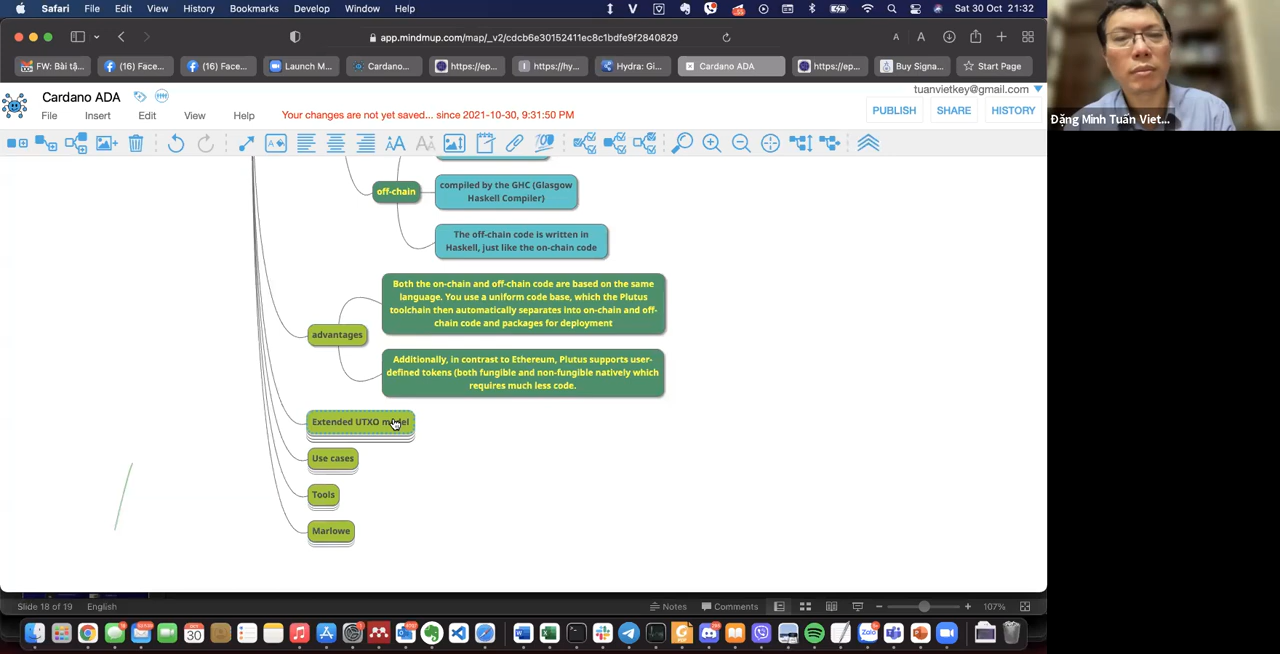 Safari File Edit View History Bookmarks Develop Window Help
Sat 30 Oct 21:32
app.mindmup.com/map/_v2/cdcb6e30152411ec8c1bdfe9f2840829
FW: Bài tậ... (16) Face... (16) Face... Launch M... Cardano... https://ep... https://hy... Hydra: Gi... Cardano ADA https://ep... Buy Signa... Start Page
tuanvietkey@gmail.com
Cardano ADA
File Insert Edit View Help
Your changes are not yet saved... since 2021-10-30, 9:31:50 PM
PUBLISH SHARE HISTORY
Đặng Minh Tuấn Viet...
off-chain
compiled by the GHC (Glasgow
Haskell Compiler)
The off-chain code is written in
Haskell, just like the on-chain code
advantages
Both the on-chain and off-chain code are based on the same
language. You use a uniform code base, which the Plutus
toolchain then automatically separates into on-chain and off-
chain code and packages for deployment
Additionally, in contrast to Ethereum, Plutus supports user-
defined tokens (both fungible and non-fungible natively which
requires much less code.
Extended UTXO model
Use cases
Tools
Marlowe
Slide 18 of 19 English
Notes Comments 107%